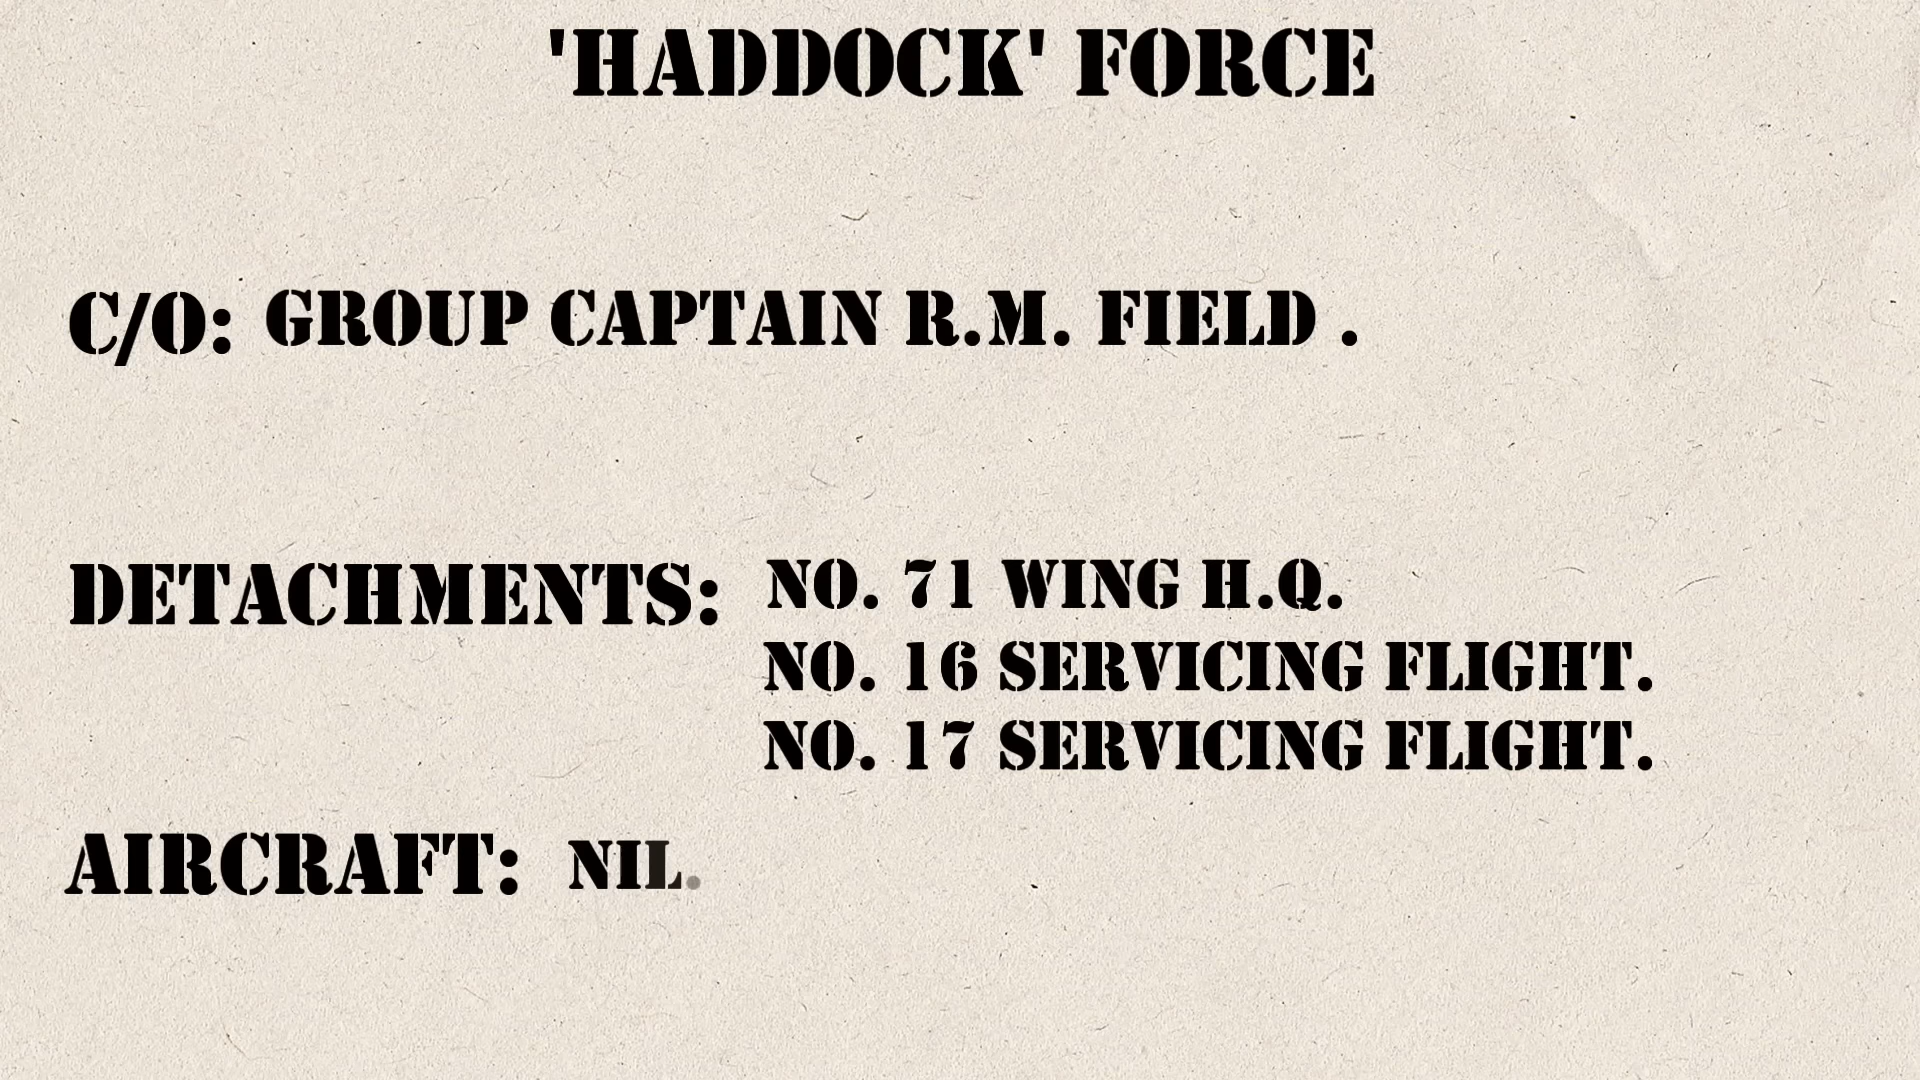 'HADDOCK' FORCE
C/O: GROUP CAPTAIN R.M. FIELD .
DETACHMENTS: NO. 71 WING H.Q.
NO. 16 SERVICING FLIGHT.
NO. 17 SERVICING FLIGHT.
AIRCRAFT: NIL.